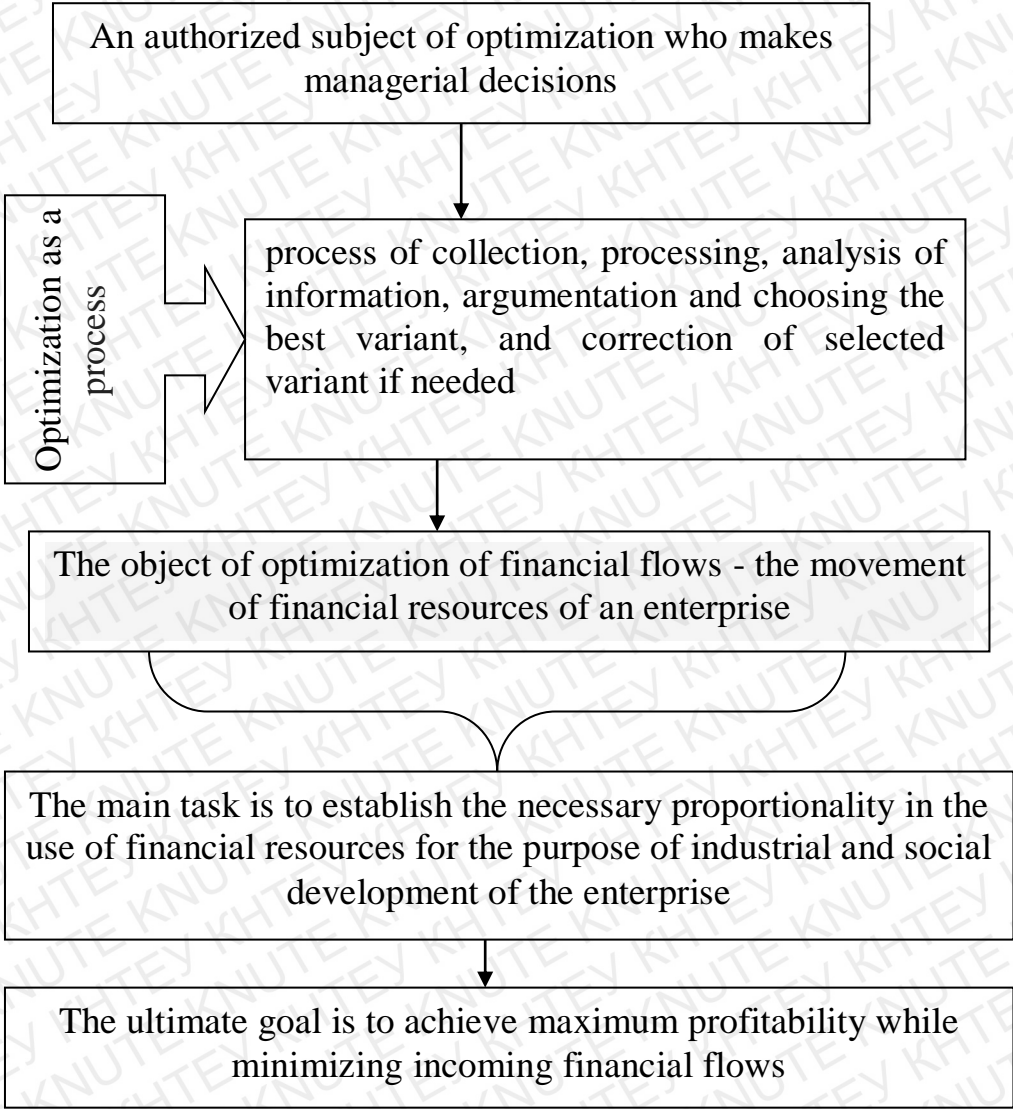 An authorized subject of optimization who makes
managerial decisions
Optimization as a
process
process of collection, processing, analysis of
information, argumentation and choosing the
best variant, and correction of selected
variant if needed
The object of optimization of financial flows - the movement
of financial resources of an enterprise
The main task is to establish the necessary proportionality in the
use of financial resources for the purpose of industrial and social
development of the enterprise
The ultimate goal is to achieve maximum profitability while
minimizing incoming financial flows